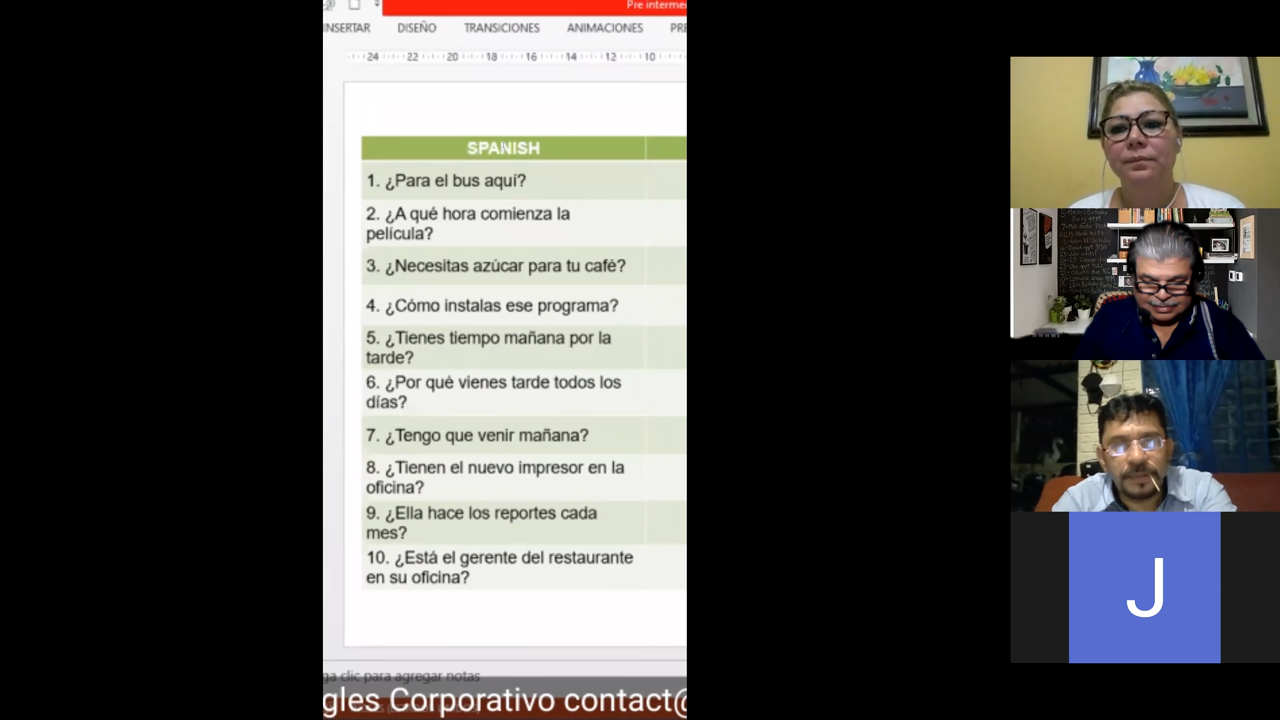 Pre interme
INSERTAR DISEÑO TRANSICIONES ANIMACIONES PRE
24 22 20 18 16 14 12 10
SPANISH
1. ¿Para el bus aquí?
2. ¿A qué hora comienza la
película?
3. ¿Necesitas azúcar para tu café?
4. ¿Cómo instalas ese programa?
5. ¿Tienes tiempo mañana por la
tarde?
6. ¿Por qué vienes tarde todos los
días?
7. ¿Tengo que venir mañana?
8. ¿Tienen el nuevo impresor en la
oficina?
9. ¿Ella hace los reportes cada
mes?
10. ¿Está el gerente del restaurante
en su oficina?
ga clic para agregar notas
gles Corporativo contact@
J